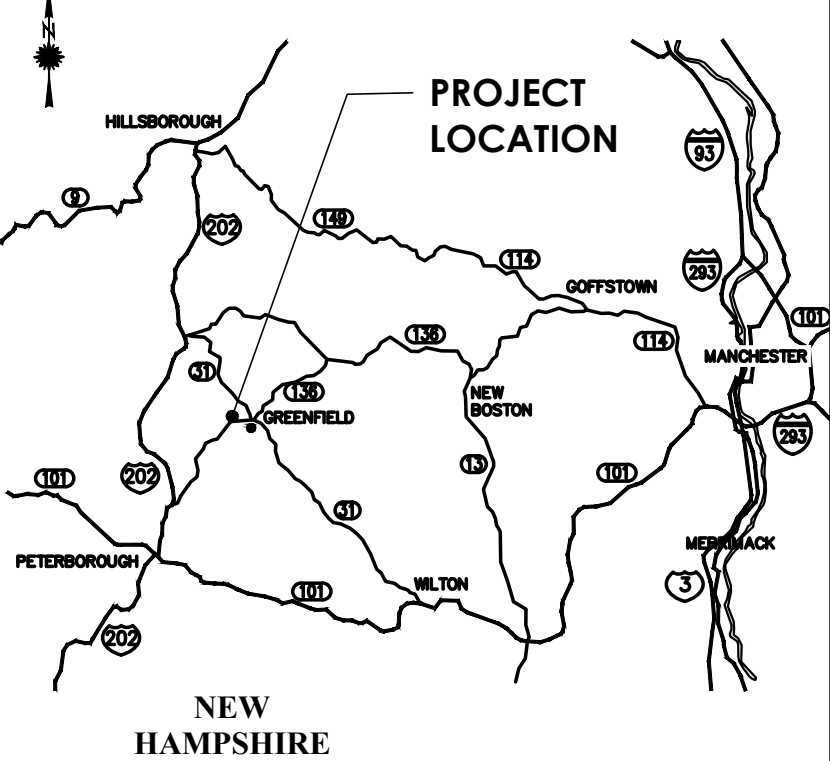 N
PROJECT
LOCATION
HILLSBOROUGH
93
9
202
149
114
293
GOFFSTOWN
101
136
114
MANCHESTER
31
136
NEW
BOSTON
GREENFIELD
293
13
101
202
101
31
MERRIMACK
PETERBOROUGH
WILTON
3
101
202
NEW
HAMPSHIRE